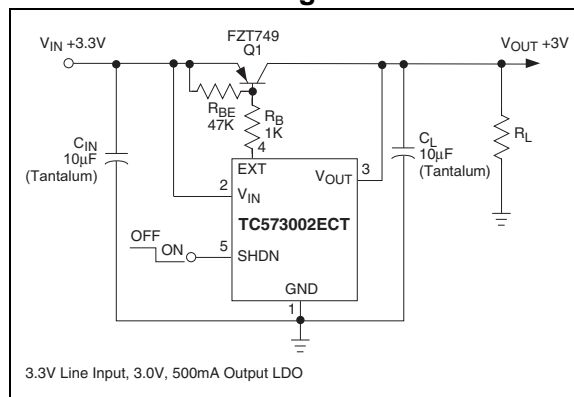 FZT749
Q1
VIN +3.3V
VOUT +3V
RBE
47K
RB
1K
CIN
10µF
(Tantalum)
CL
10µF
(Tantalum)
RL
4
EXT
3
VOUT
2
VIN
TC573002ECT
OFF
ON
5
SHDN
GND
1
3.3V Line Input, 3.0V, 500mA Output LDO